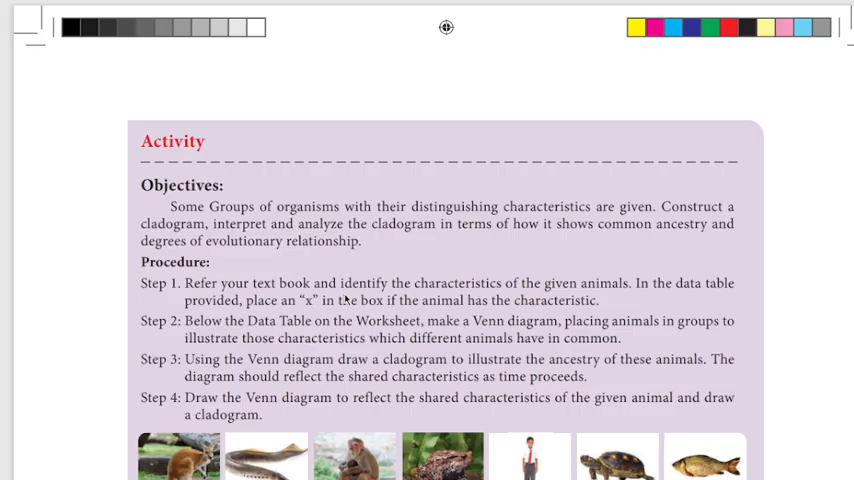 Activity
Objectives:
Some Groups of organisms with their distinguishing characteristics are given. Construct a
cladogram, interpret and analyze the cladogram in terms of how it shows common ancestry and
degrees of evolutionary relationship.
Procedure:
Step 1. Refer your text book and identify the characteristics of the given animals. In the data table
provided, place an “x” in the box if the animal has the characteristic.
Step 2: Below the Data Table on the Worksheet, make a Venn diagram, placing animals in groups to
illustrate those characteristics which different animals have in common.
Step 3: Using the Venn diagram draw a cladogram to illustrate the ancestry of these animals. The
diagram should reflect the shared characteristics as time proceeds.
Step 4: Draw the Venn diagram to reflect the shared characteristics of the given animal and draw
a cladogram.